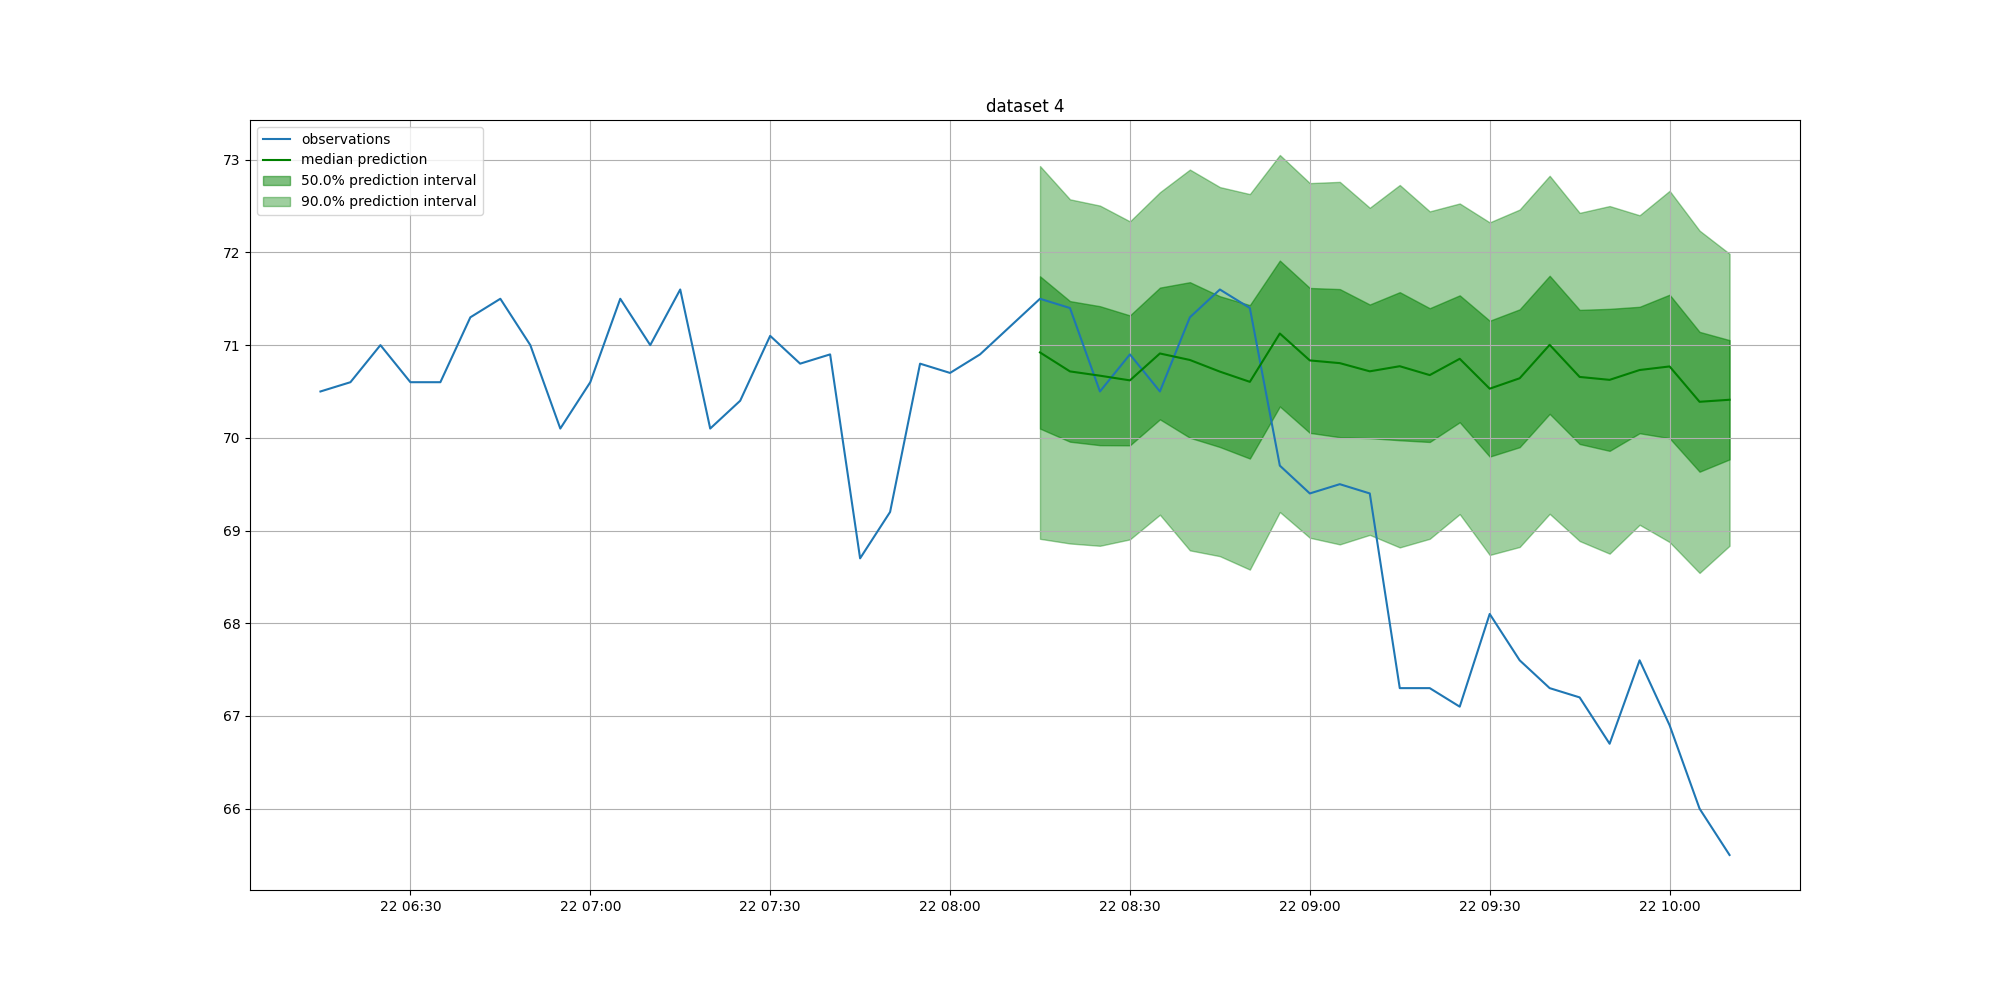 dataset 4
observations
median prediction
50.0% prediction interval
90.0% prediction interval
73
72
71
70
69
68
67
66
22 06:30 22 07:00 22 07:30 22 08:00 22 08:30 22 09:00 22 09:30 22 10:00